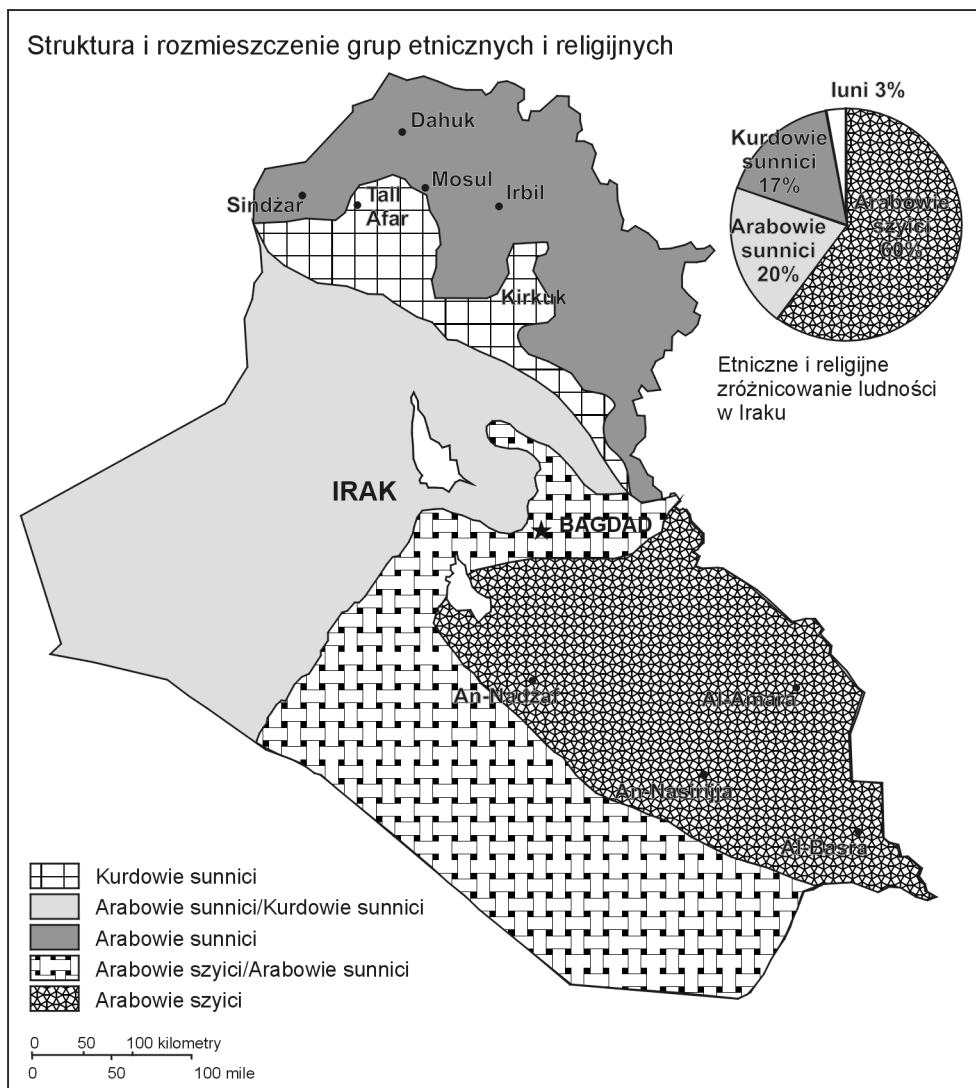 Struktura i rozmieszczenie grup etnicznych i religijnych
Iuni 3%
Kurdowie
sunnici
17%
Arabowie
szyici
60%
Arabowie
sunnici
20%
Etniczne i religijne
zróżnicowanie ludności
w Iraku
Dahuk
Mosul
Sindżar
Tall
Afar
Irbil
Kirkuk
IRAK
BAGDAD
An-Nadżaf
Al-Amara
An-Nasirijja
Al-Basra
Kurdowie sunnici
Arabowie sunnici/Kurdowie sunnici
Arabowie sunnici
Arabowie szyici/Arabowie sunnici
Arabowie szyici
0 50 100 kilometry
0 50 100 mile